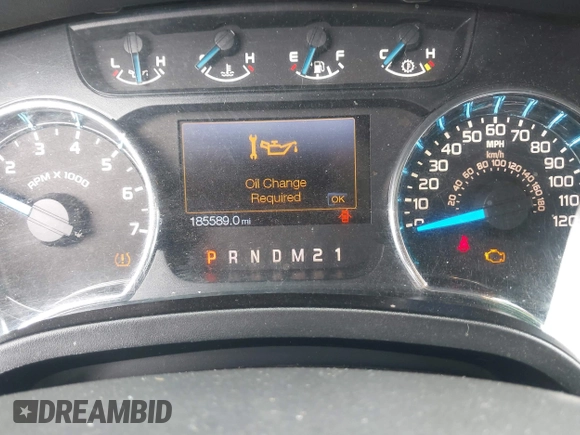 L H
C H
E F
C H
2 3 4 5 6 7
RPM X 1000
Oil Change
Required
OK
185589.0 mi
P R N D M 2 1
0 10 20 30 40 50 60 70 80 90 100 110 120
MPH
km/h
20 40 60 80 100 120 140 160 180
DREAMBID